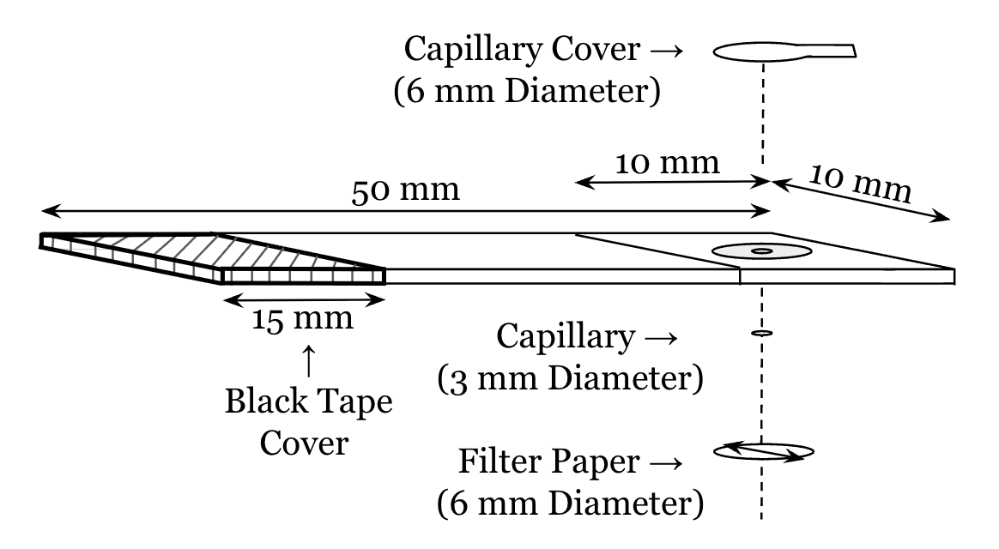 Capillary Cover →
(6 mm Diameter)
10 mm
10 mm
50 mm
15 mm
↑
Black Tape
Cover
Capillary →
(3 mm Diameter)
Filter Paper →
(6 mm Diameter)